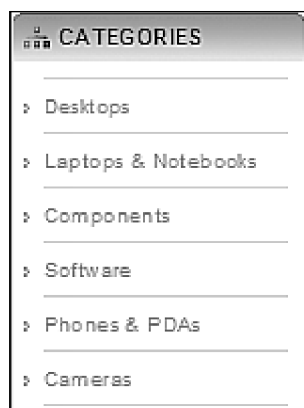 CATEGORIES
Desktops
Laptops & Notebooks
Components
Software
Phones & PDAs
Cameras